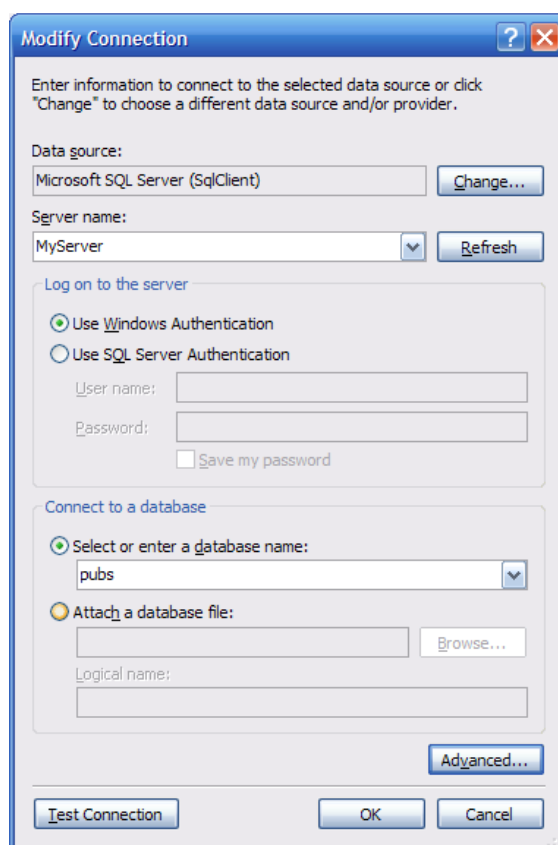 Modify Connection
Enter information to connect to the selected data source or click
"Change" to choose a different data source and/or provider.
Data source:
Microsoft SQL Server (SqlClient)
Change...
Server name:
MyServer
Refresh
Log on to the server
Use Windows Authentication
Use SQL Server Authentication
User name:
Password:
Save my password
Connect to a database
Select or enter a database name:
pubs
Attach a database file:
Browse...
Logical name:
Advanced...
Test Connection
OK
Cancel